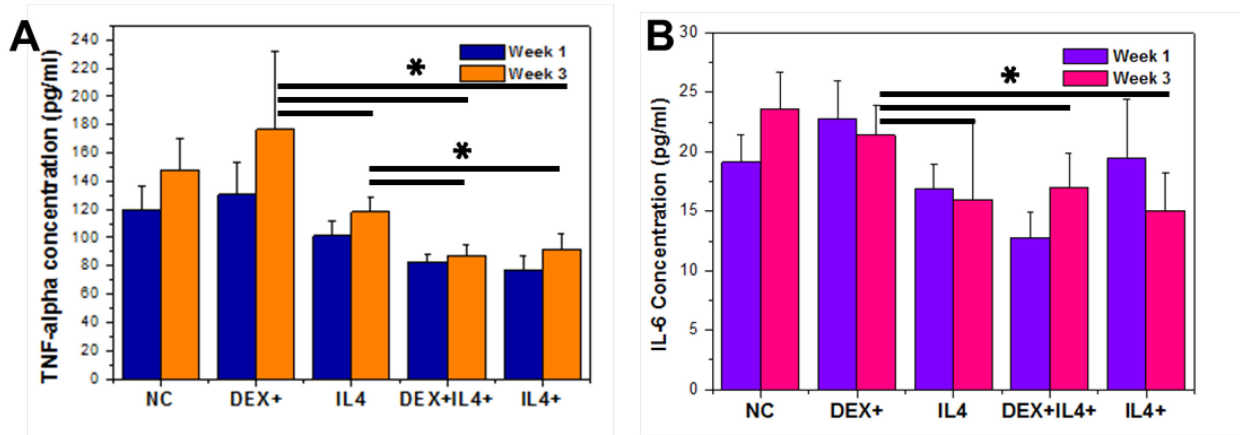 A
TNF-alpha concentration (pg/ml)
240
220
200
180
160
140
120
100
80
60
40
20
0
Week 1
Week 3
*
*
NC DEX+ IL4 DEX+IL4+ IL4+
B
IL-6 Concentration (pg/ml)
30
25
20
15
10
5
0
Week 1
Week 3
*
NC DEX+ IL4 DEX+IL4+ IL4+